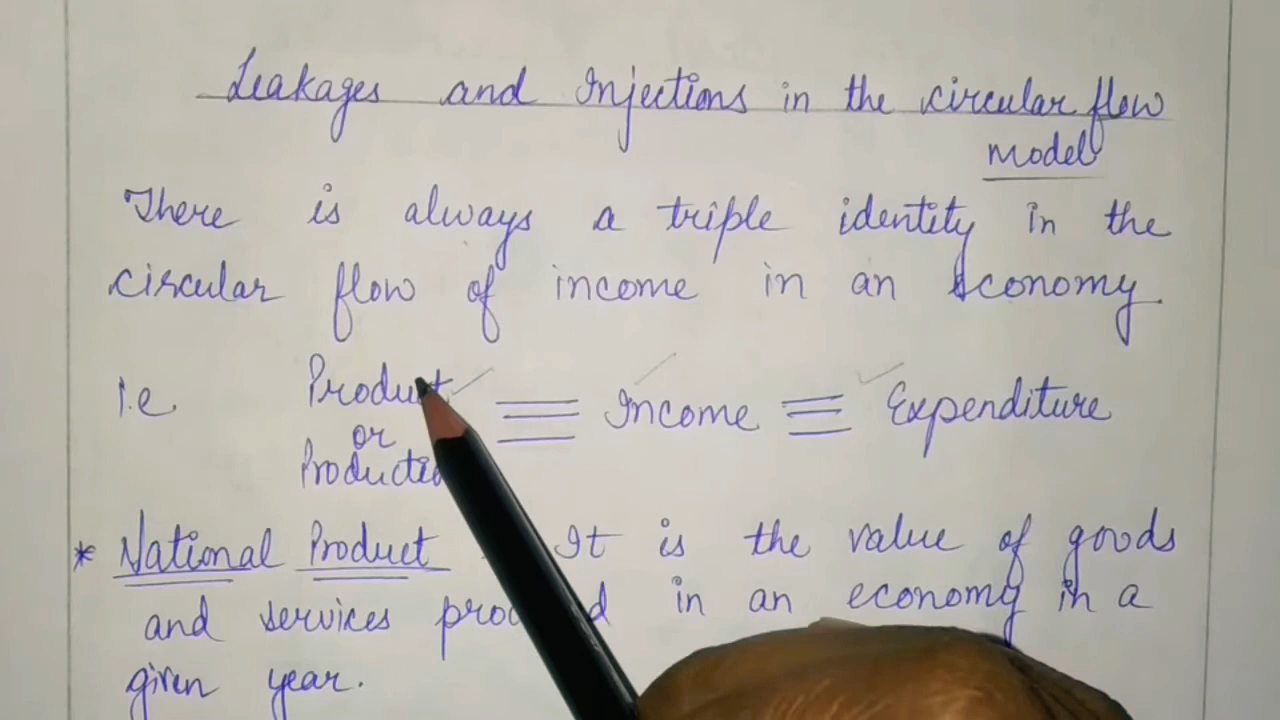 Leakages and Injections in the circular flow
model
There is always a triple identity in the
circular flow of income in an economy.
i.e Product ≡ Income ≡ Expenditure
or
* National Product It is the value of goods
and services in an economy in a
given year.